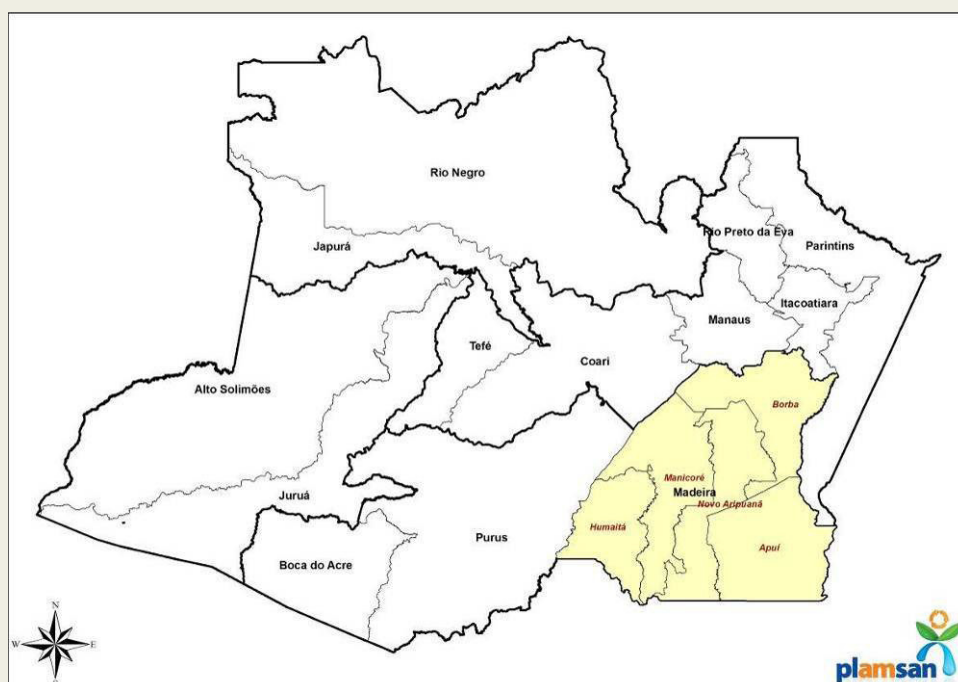 Rio Negro
Rio Preto da Eva
Parintins
Japurá
Itacoatiara
Manaus
Tefé
Coari
Alto Solimões
Borba
Manicoré
Madeira
Juruá
Novo Aripuanã
Humaitá
Purus
Apuí
Boca do Acre
N
W E
S
plamsan